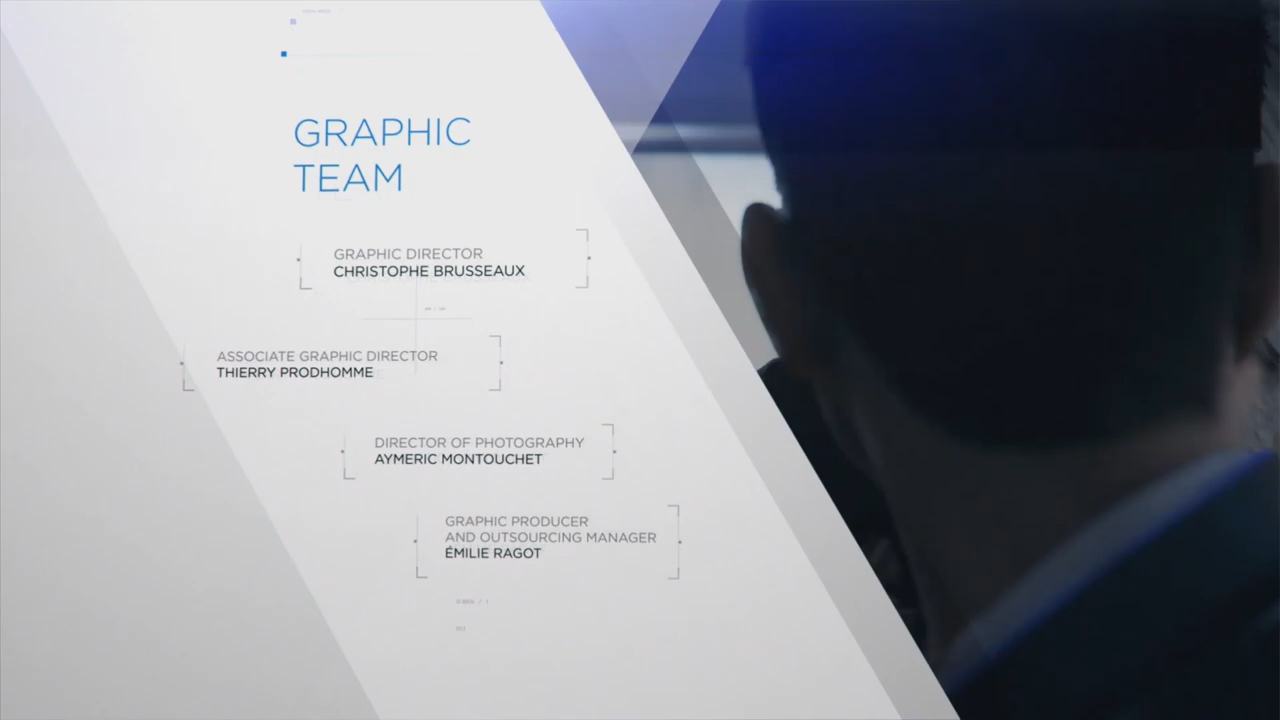 GRAPHIC
TEAM
GRAPHIC DIRECTOR
CHRISTOPHE BRUSSEAUX
ASSOCIATE GRAPHIC DIRECTOR
THIERRY PRODHOMME
DIRECTOR OF PHOTOGRAPHY
AYMERIC MONTOUCHET
GRAPHIC PRODUCER
AND OUTSOURCING MANAGER
ÉMILIE RAGOT